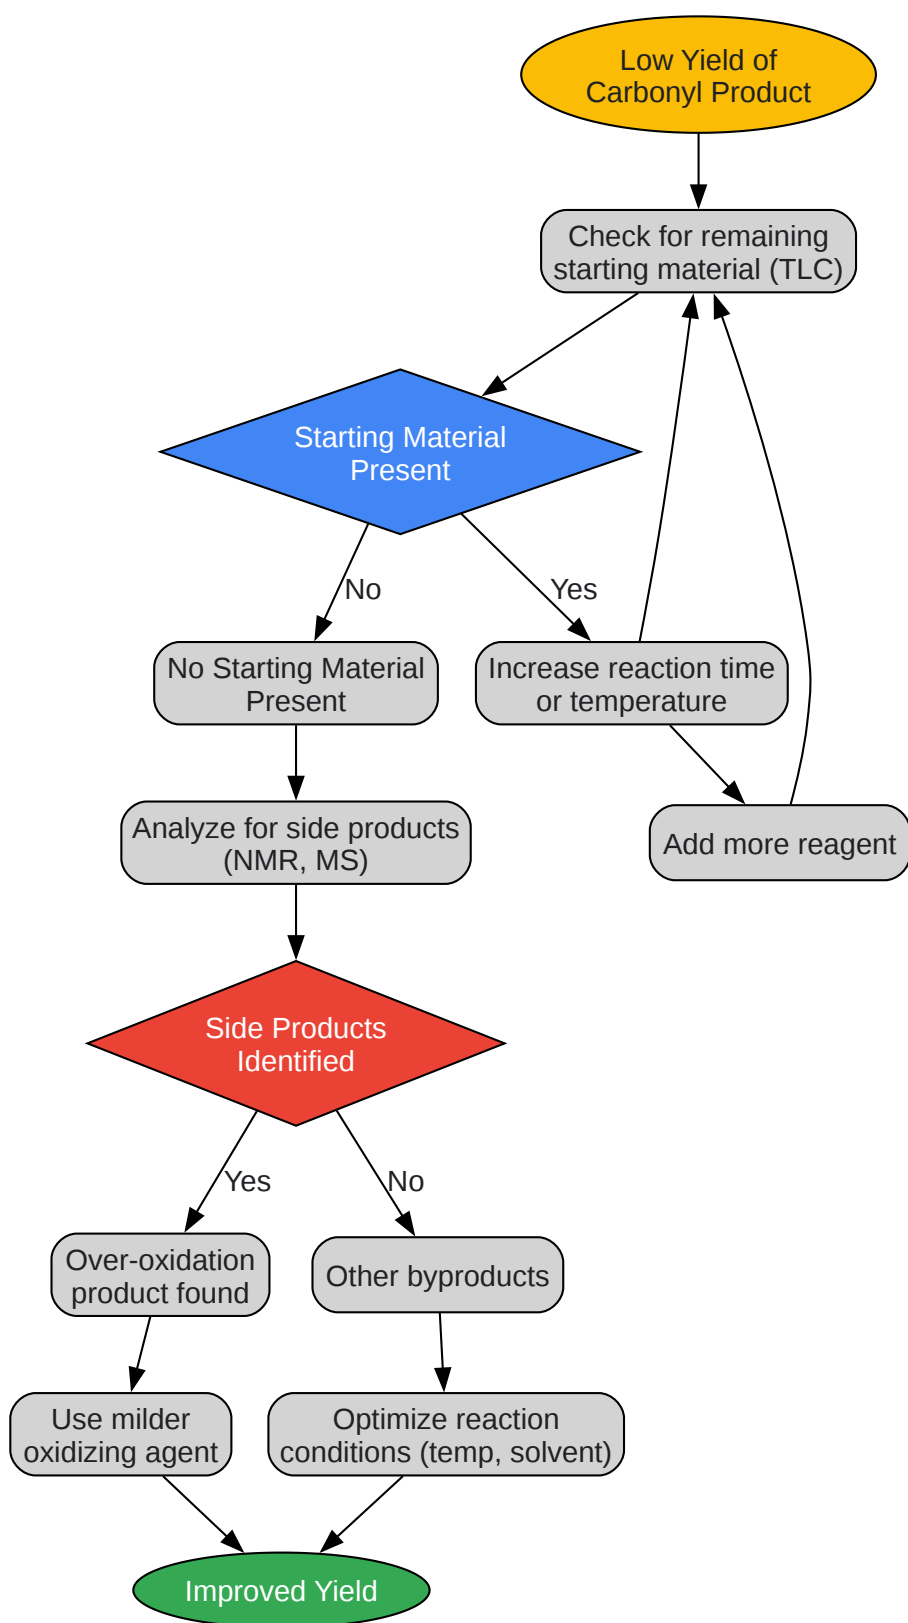 Low Yield of
Carbonyl Product
Check for remaining
starting material (TLC)
Starting Material
Present
No
Yes
No Starting Material
Present
Increase reaction time
or temperature
Analyze for side products
(NMR, MS)
Add more reagent
Side Products
Identified
Yes
No
Over-oxidation
product found
Other byproducts
Use milder
oxidizing agent
Optimize reaction
conditions (temp, solvent)
Improved Yield